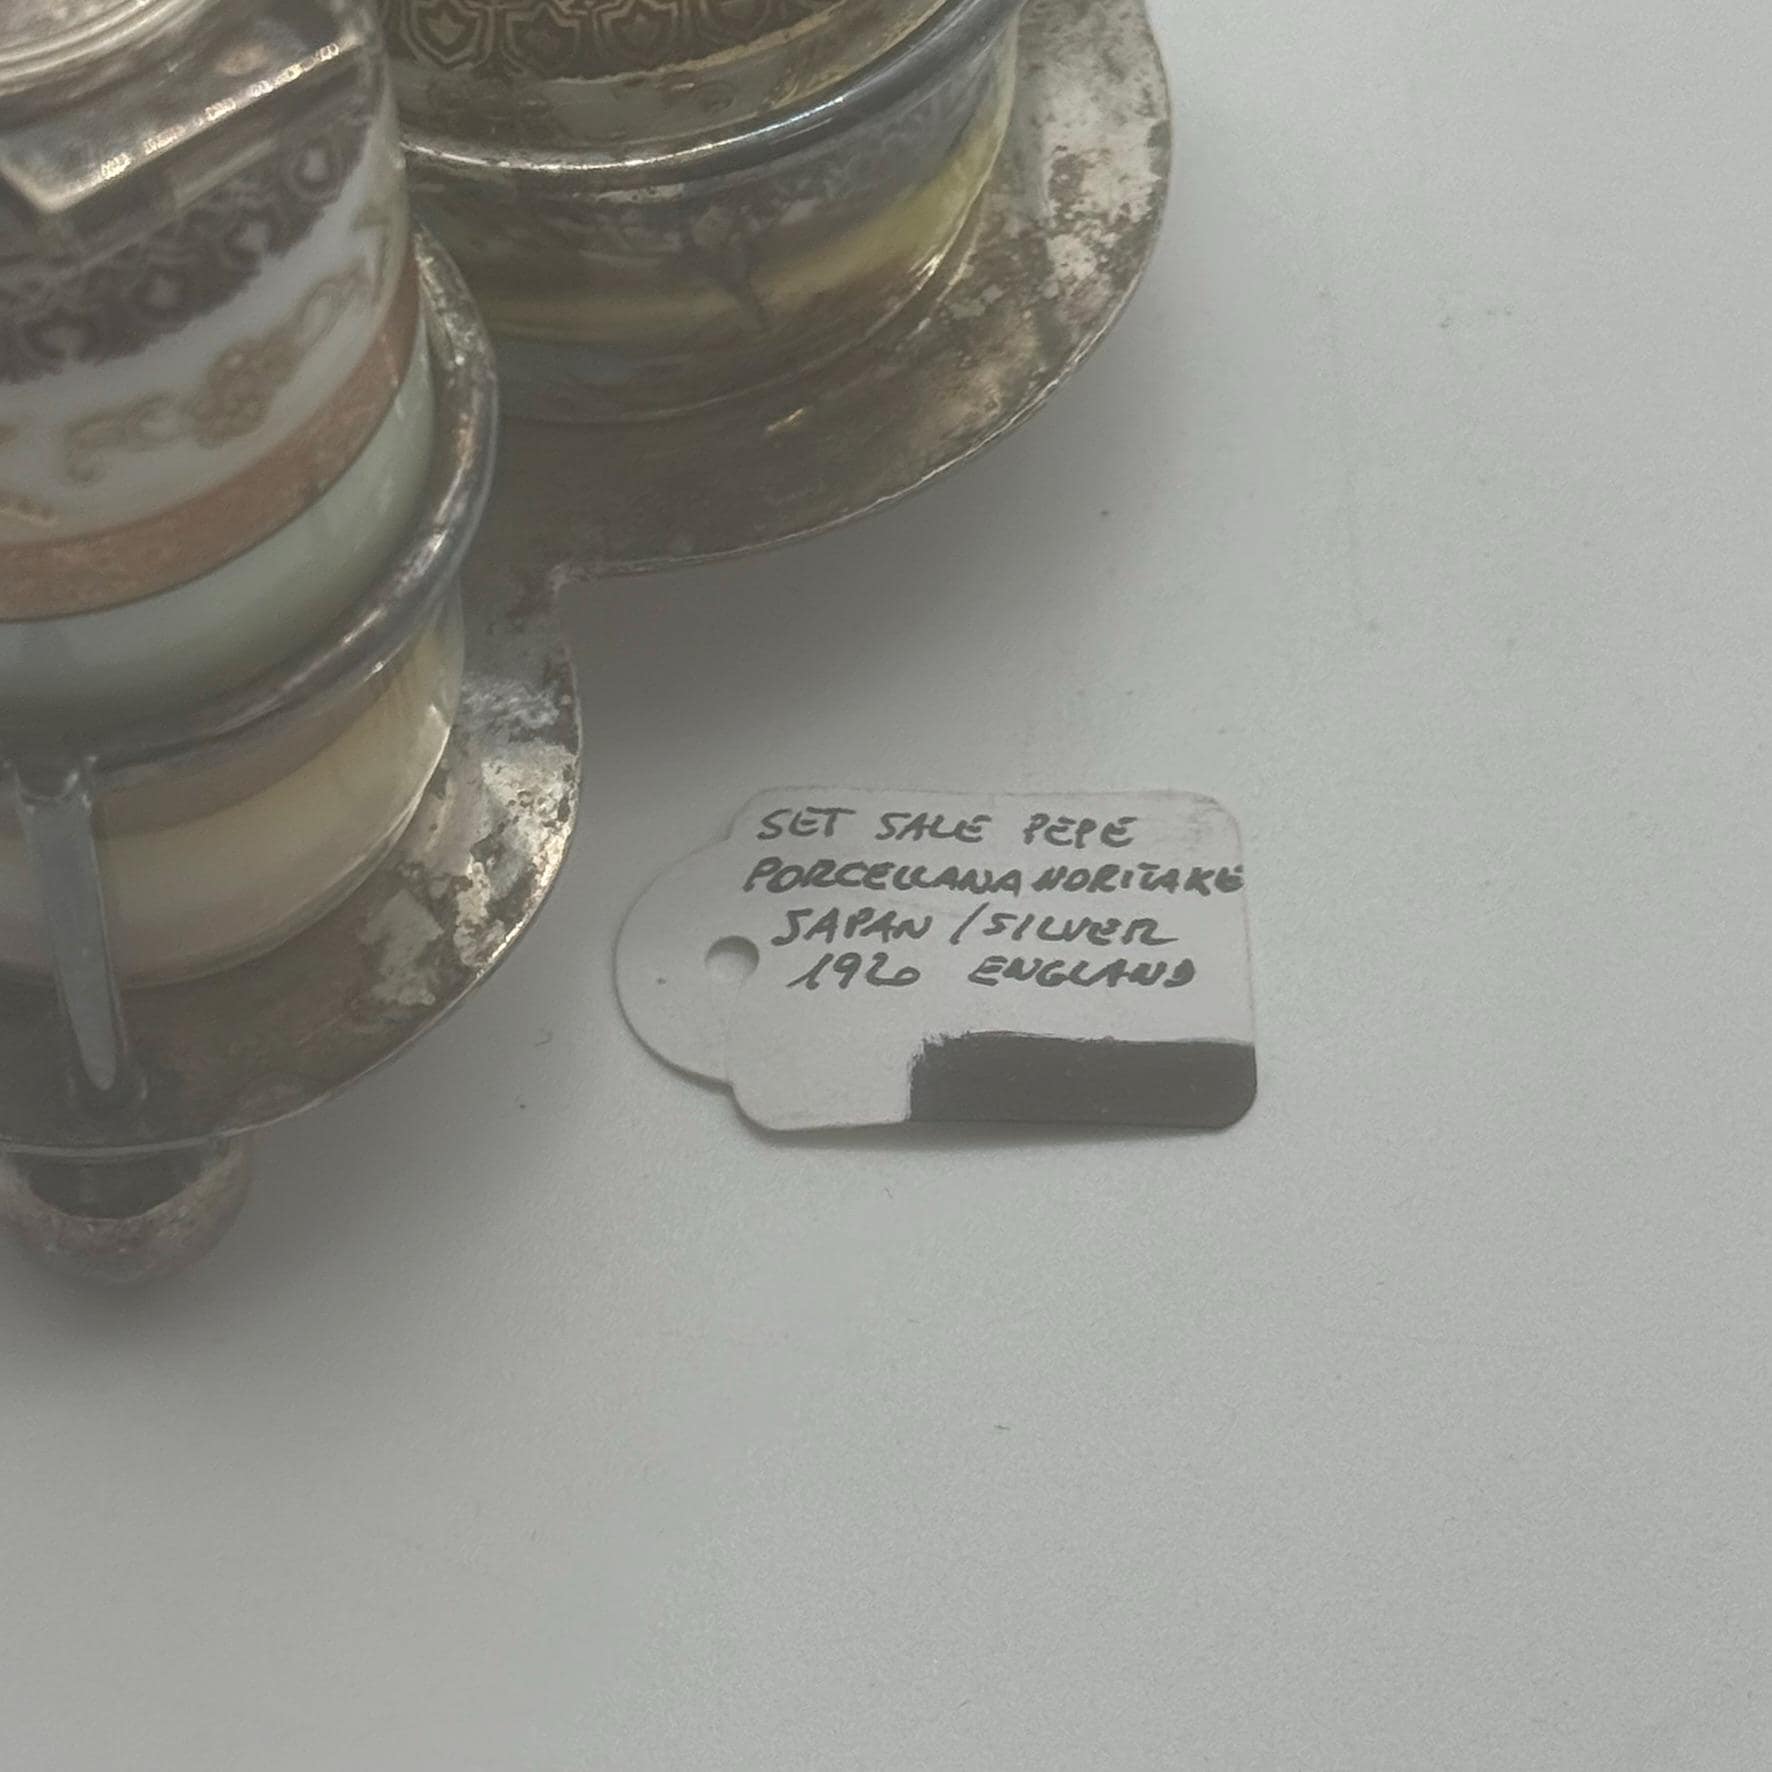 SET SALE PEPE
PORCELLANA NORITAKE
JAPAN / SILVER
1920 ENGLAND